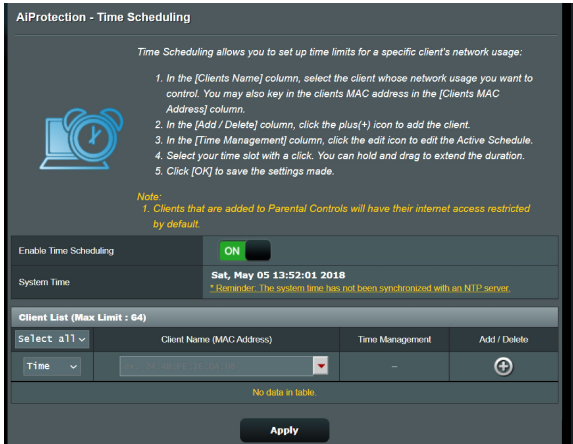 AiProtection - Time Scheduling
Time Scheduling allows you to set up time limits for a specific client's network usage:
1. In the [Clients Name] column, select the client whose network usage you want to
control. You may also key in the clients MAC address in the [Clients MAC
Address] column.
2. In the [Add / Delete] column, click the plus(+) icon to add the client.
3. In the [Time Management] column, click the edit icon to edit the Active Schedule.
4. Select your time slot with a click. You can hold and drag to extend the duration.
5. Click [OK] to save the settings made.
Note:
1. Clients that are added to Parental Controls will have their internet access restricted
by default.
Enable Time Scheduling ON
System Time Sat, May 05 13:52:01 2018
* Reminder: The system time has not been synchronized with an NTP server.
Client List (Max Limit : 64)
Select all Client Name (MAC Address) Time Management Add / Delete
Time --
No data in table.
Apply